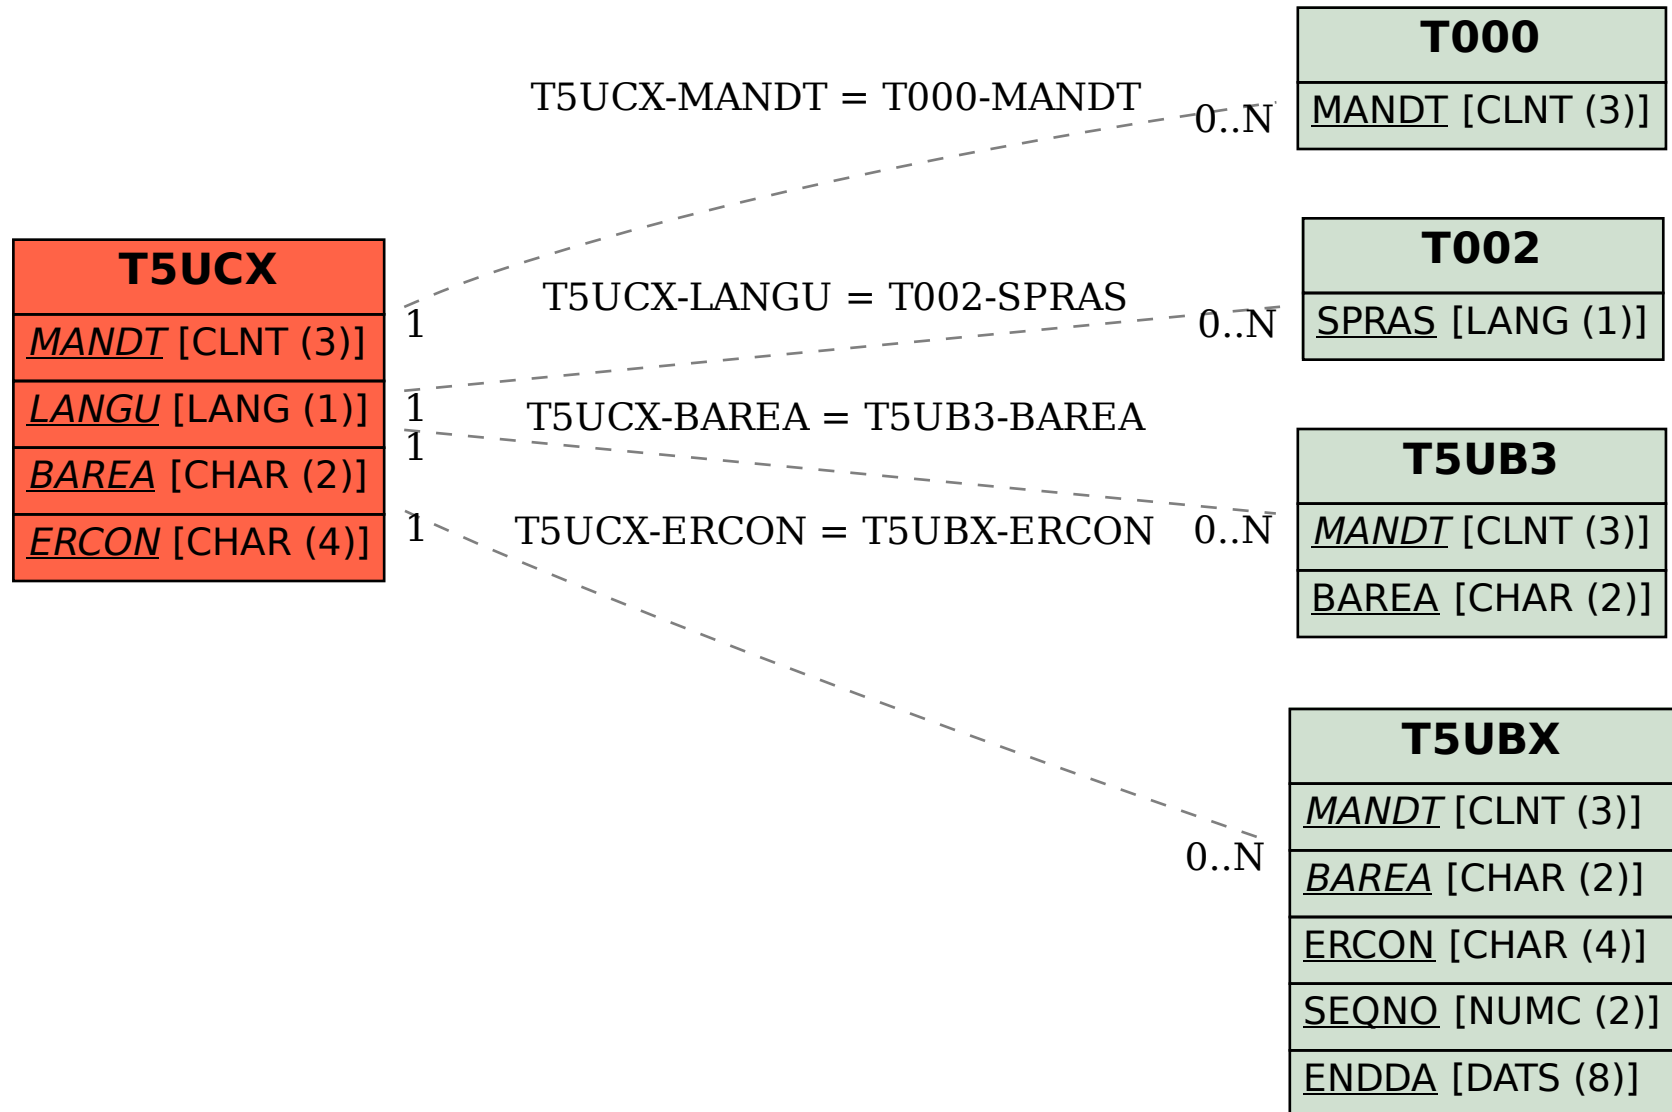 T5UCX
MANDT [CLNT (3)]
LANGU [LANG (1)]
BAREA [CHAR (2)]
ERCON [CHAR (4)]
T5UCX-MANDT = T000-MANDT
1
0..N
T5UCX-LANGU = T002-SPRAS
1
0..N
T5UCX-BAREA = T5UB3-BAREA
1
0..N
T5UCX-ERCON = T5UBX-ERCON
1
0..N
T000
MANDT [CLNT (3)]
T002
SPRAS [LANG (1)]
T5UB3
MANDT [CLNT (3)]
BAREA [CHAR (2)]
T5UBX
MANDT [CLNT (3)]
BAREA [CHAR (2)]
ERCON [CHAR (4)]
SEQNO [NUMC (2)]
ENDDA [DATS (8)]